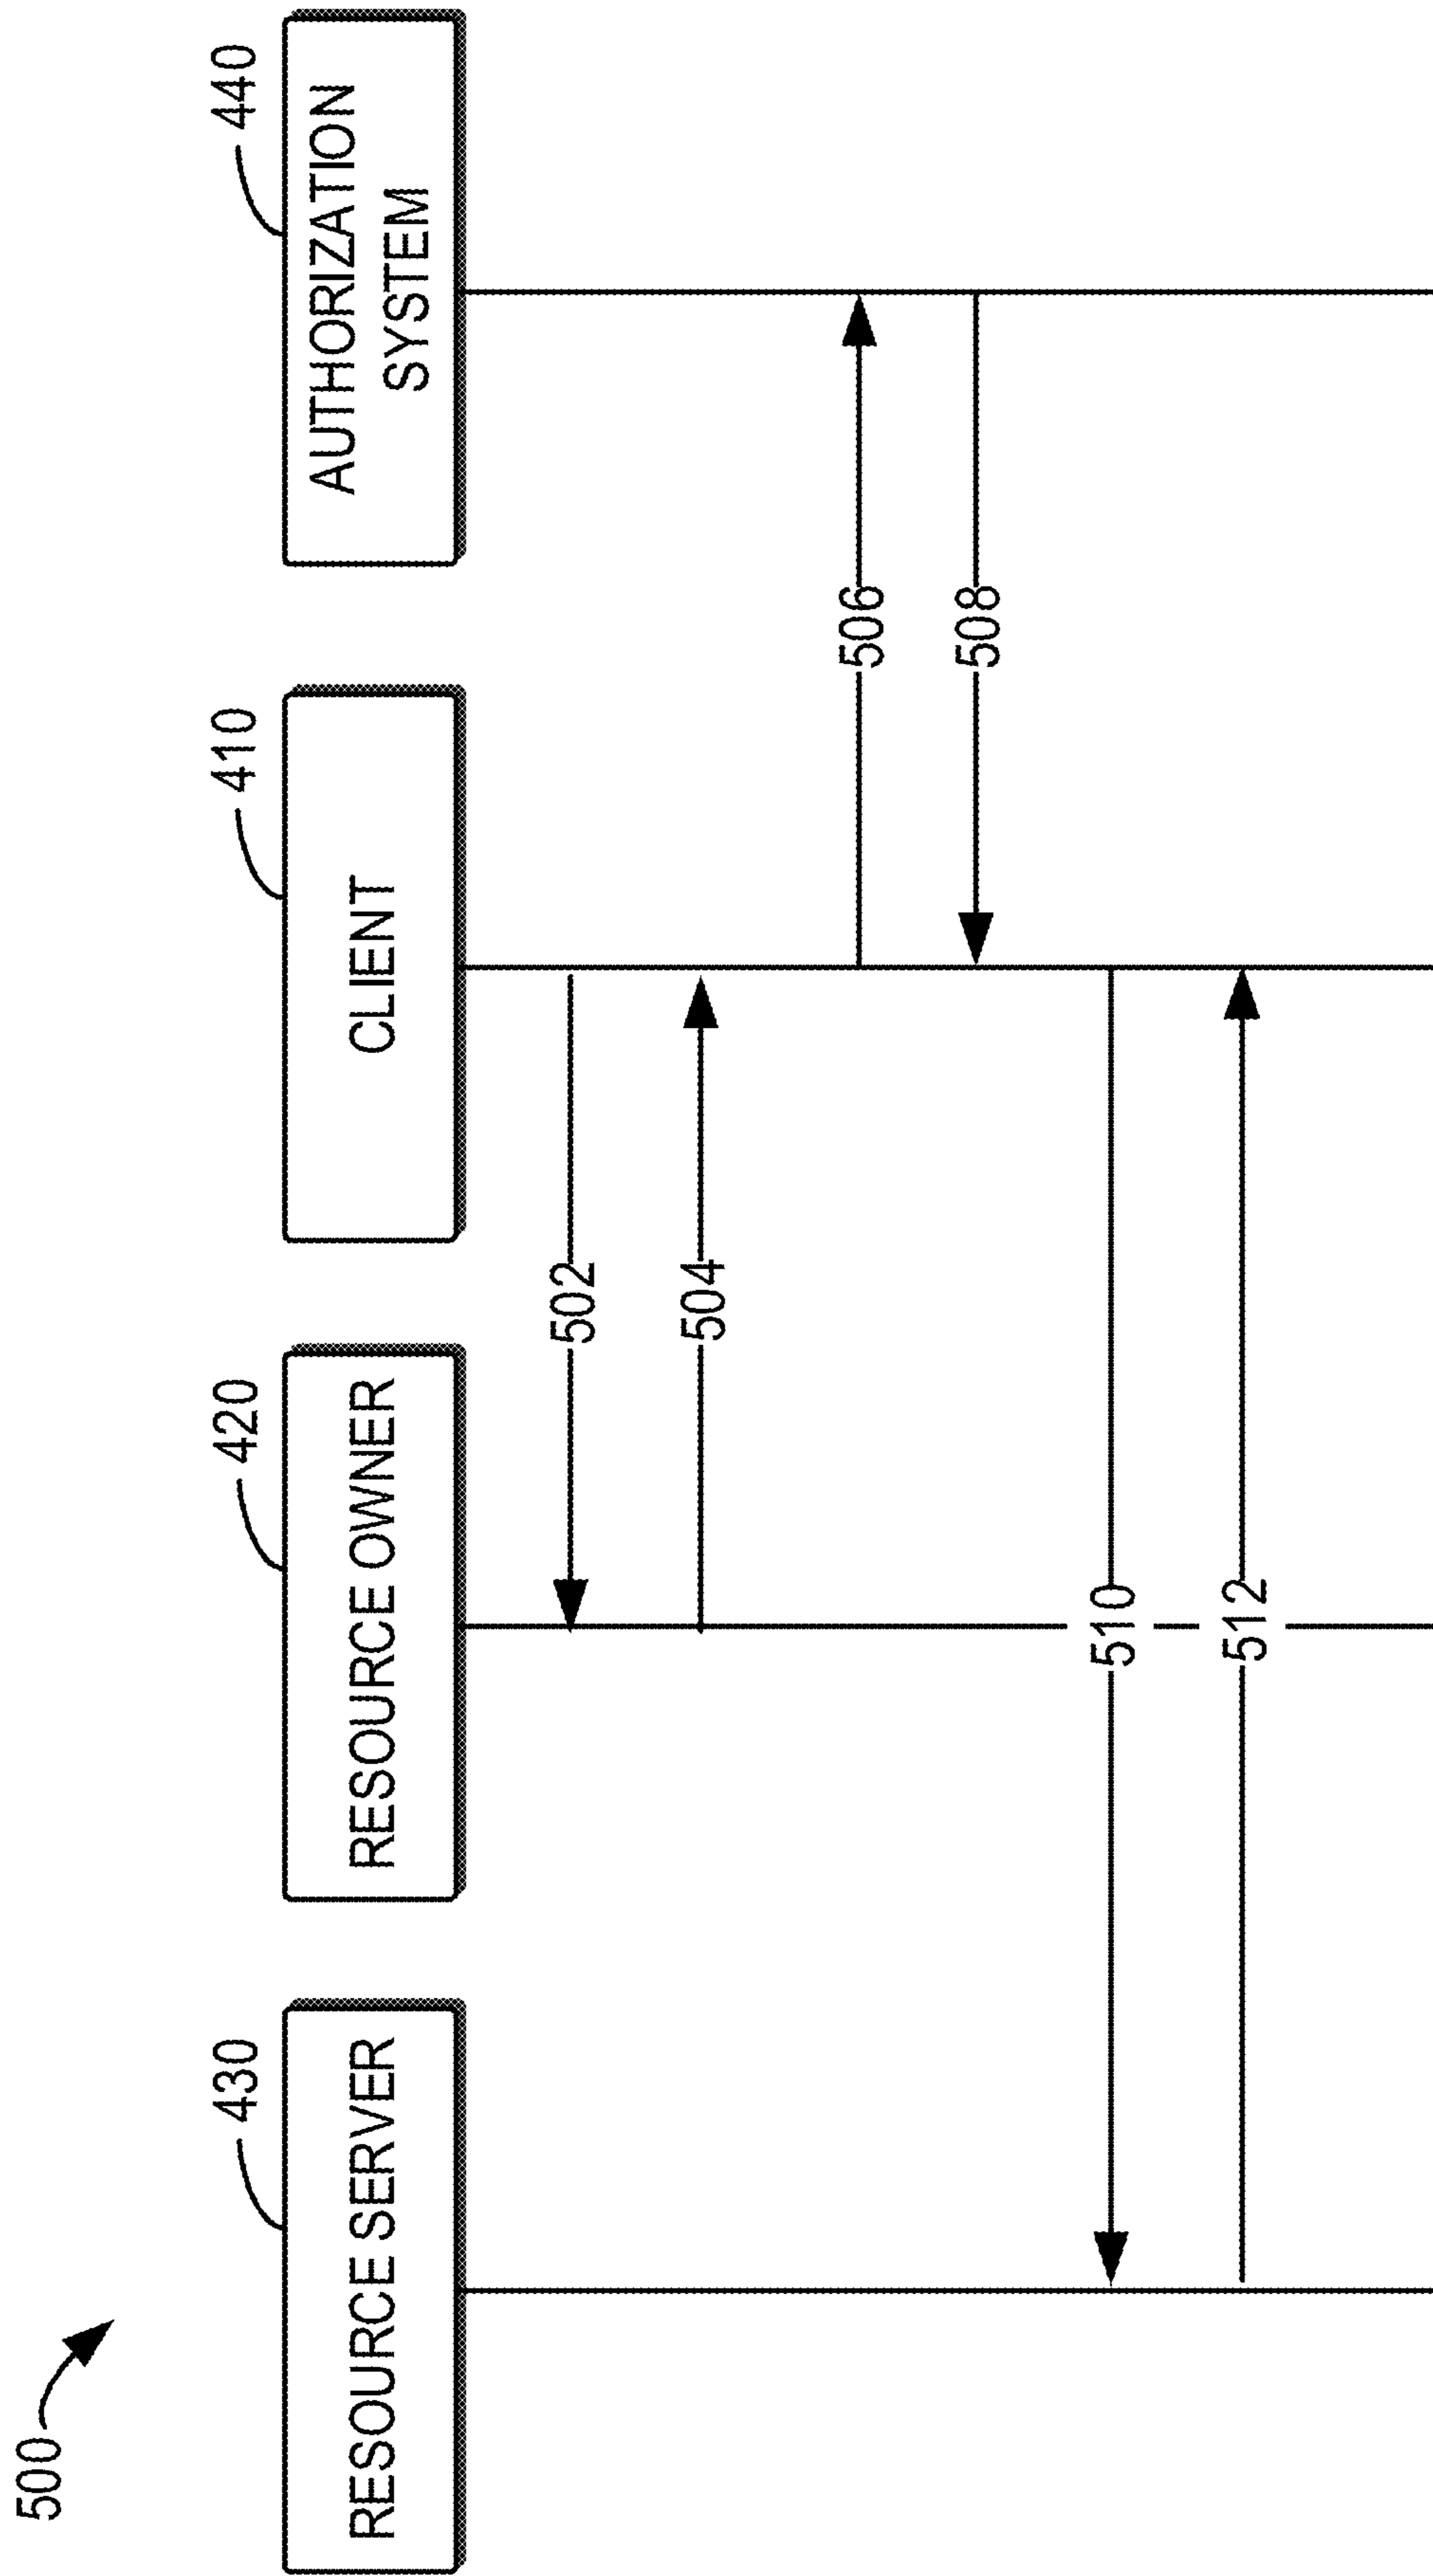 500
430
420
410
440
RESOURCE SERVER
RESOURCE OWNER
CLIENT
AUTHORIZATION
SYSTEM
502
504
506
508
510
512